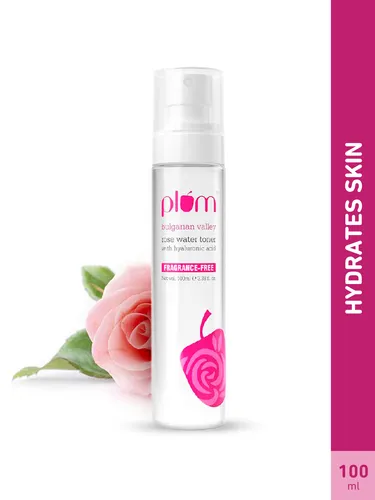 plum
bulgarian valley
rose water toner
with hyaluronic acid
FRAGRANCE-FREE
HYDRATES SKIN
100
ml